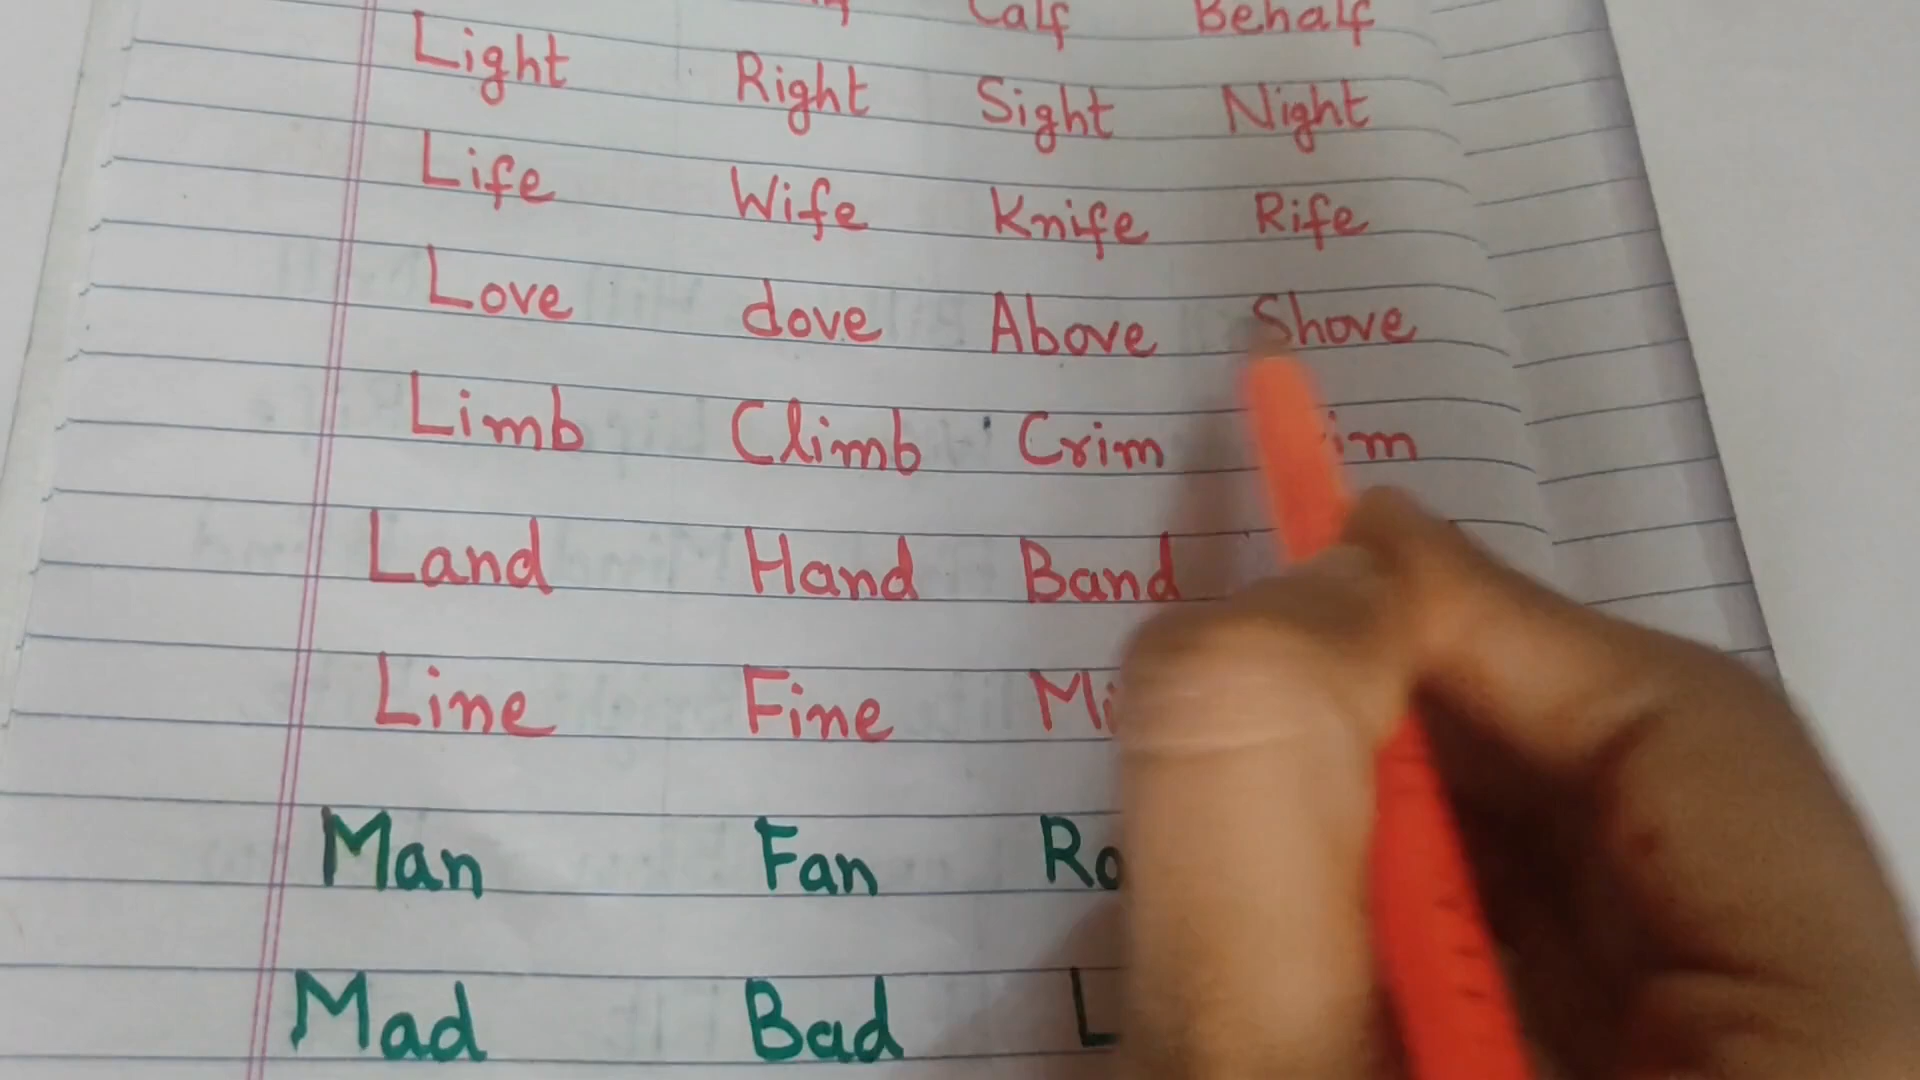 Calf Behalf
Light Right Sight Night
Life Wife Knife Rife
Love dove Above Shove
Limb Climb Crim
Land Hand Band
Line Fine
Man Fan
Mad Bad